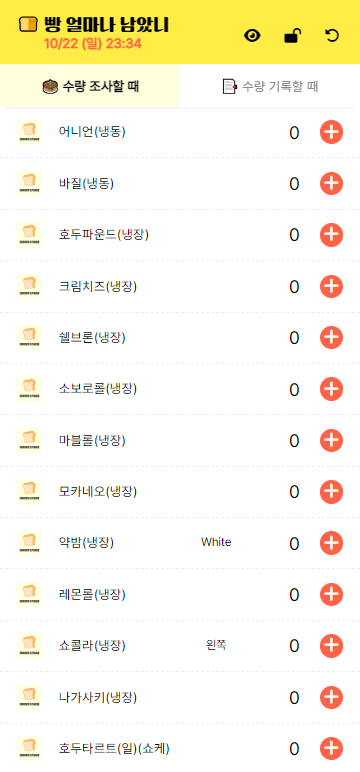 빵 얼마나 남았니
10/22 (일) 23:34
수량 조사할 때
수량 기록할 때
어니언(냉동) 0
바질(냉동) 0
호두파운드(냉장) 0
크림치즈(냉장) 0
쉘브론(냉장) 0
소보로롤(냉장) 0
마블롤(냉장) 0
모카네오(냉장) 0
약밤(냉장) White 0
레몬롤(냉장) 0
쇼콜라(냉장) 왼쪽 0
나가사키(냉장) 0
호두타르트(일)(쇼케) 0